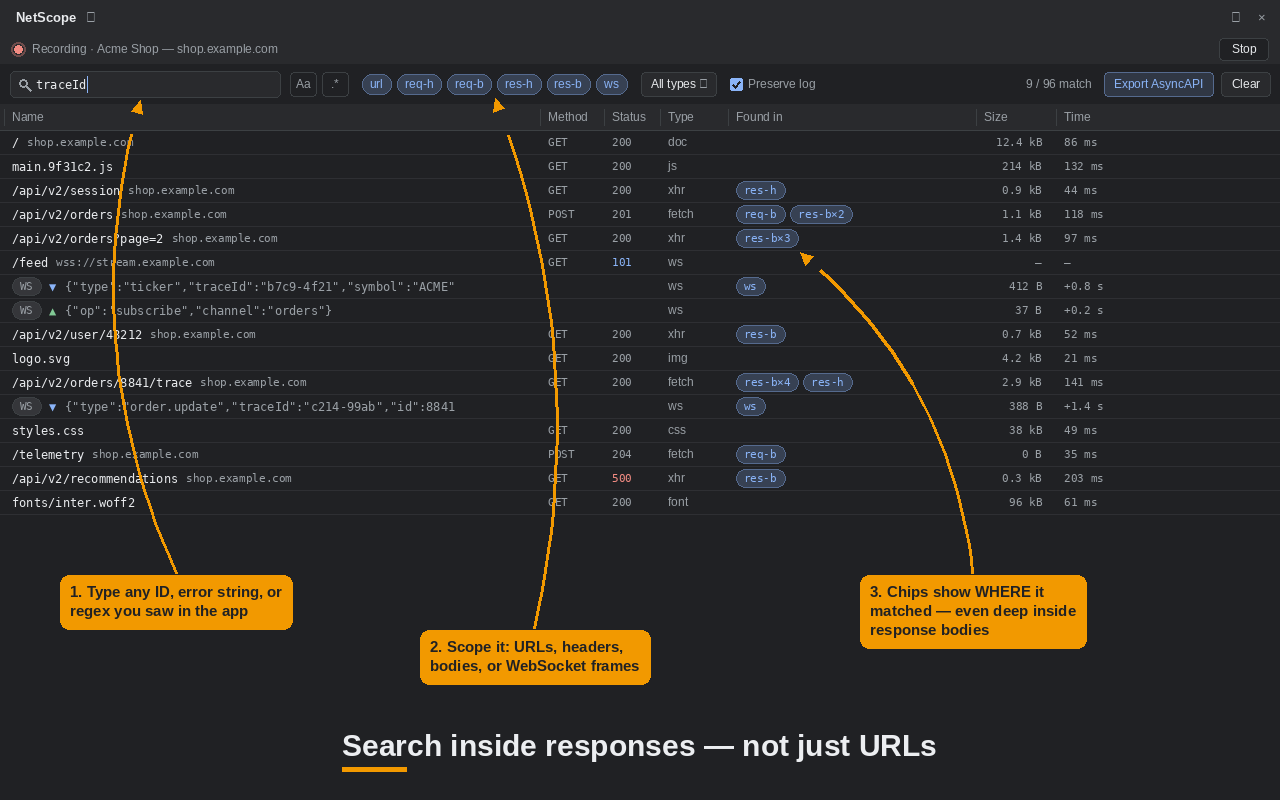 NetScope
Recording · Acme Shop — shop.example.com
Stop
traceId
Aa
.*
url
req-h
req-b
res-h
res-b
ws
All types
Preserve log
9 / 96 match
Export AsyncAPI
Clear
Name Method Status Type Found in Size Time
/ shop.example.com GET 200 doc 12.4 kB 86 ms
main.9f31c2.js GET 200 js 214 kB 132 ms
/api/v2/session shop.example.com GET 200 xhr res-h 0.9 kB 44 ms
/api/v2/orders shop.example.com POST 201 fetch req-b res-b×2 1.1 kB 118 ms
/api/v2/orders?page=2 shop.example.com GET 200 xhr res-b×3 1.4 kB 97 ms
/feed wss://stream.example.com GET 101 ws — —
WS ▼ {"type":"ticker","traceId":"b7c9-4f21","symbol":"ACME" ws ws 412 B +0.8 s
WS ▲ {"op":"subscribe","channel":"orders"} ws 37 B +0.2 s
/api/v2/user/48212 shop.example.com GET 200 xhr res-b 0.7 kB 52 ms
logo.svg GET 200 img 4.2 kB 21 ms
/api/v2/orders/8841/trace shop.example.com GET 200 fetch res-b×4 res-h 2.9 kB 141 ms
WS ▼ {"type":"order.update","traceId":"c214-99ab","id":8841 ws ws 388 B +1.4 s
styles.css GET 200 css 38 kB 49 ms
/telemetry shop.example.com POST 204 fetch req-b 0 B 35 ms
/api/v2/recommendations shop.example.com GET 500 xhr res-b 0.3 kB 203 ms
fonts/inter.woff2 GET 200 font 96 kB 61 ms
1. Type any ID, error string, or
regex you saw in the app
2. Scope it: URLs, headers,
bodies, or WebSocket frames
3. Chips show WHERE it
matched — even deep inside
response bodies
Search inside responses — not just URLs